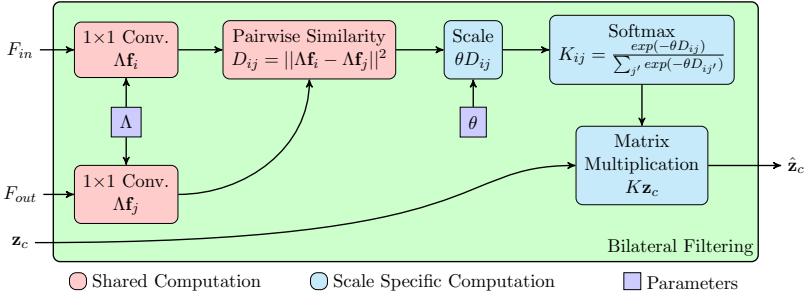 F_in
1×1 Conv.
Λf_i
Pairwise Similarity
D_ij = ||Λf_i − Λf_j||^2
Scale
θD_ij
Softmax
K_ij = exp(−θD_ij) / ∑_j′ exp(−θD_ij′)
Λ
θ
F_out
1×1 Conv.
Λf_j
Matrix
Multiplication
Kz_c
ẑ_c
z_c
Bilateral Filtering
Shared Computation
Scale Specific Computation
Parameters